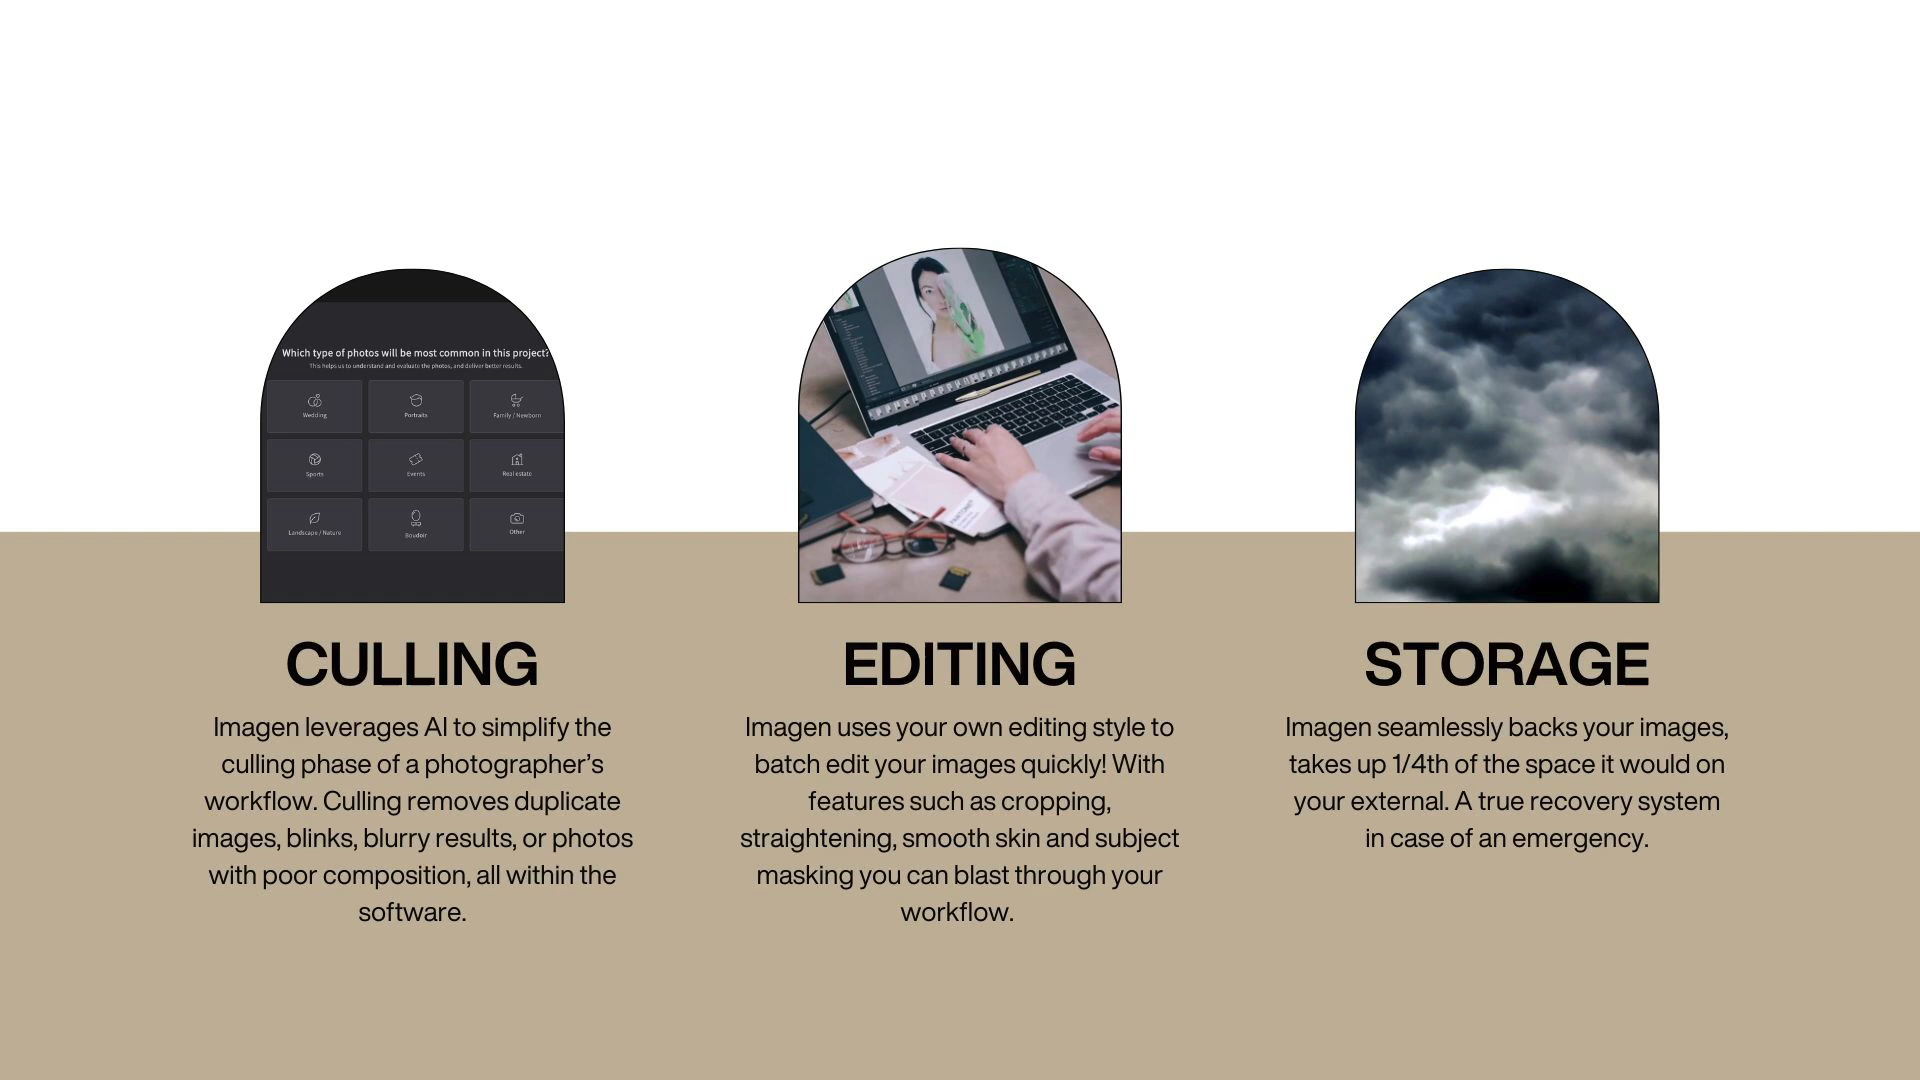 Which type of photos will be most common in this project?
This helps us to understand and evaluate the photos, and deliver better results.
Wedding
Portraits
Family / Newborn
Sports
Events
Real estate
Landscape / Nature
Boudoir
Other
PANTONE
CULLING
Imagen leverages AI to simplify the
culling phase of a photographer’s
workflow. Culling removes duplicate
images, blinks, blurry results, or photos
with poor composition, all within the
software.
EDITING
Imagen uses your own editing style to
batch edit your images quickly! With
features such as cropping,
straightening, smooth skin and subject
masking you can blast through your
workflow.
STORAGE
Imagen seamlessly backs your images,
takes up 1/4th of the space it would on
your external. A true recovery system
in case of an emergency.